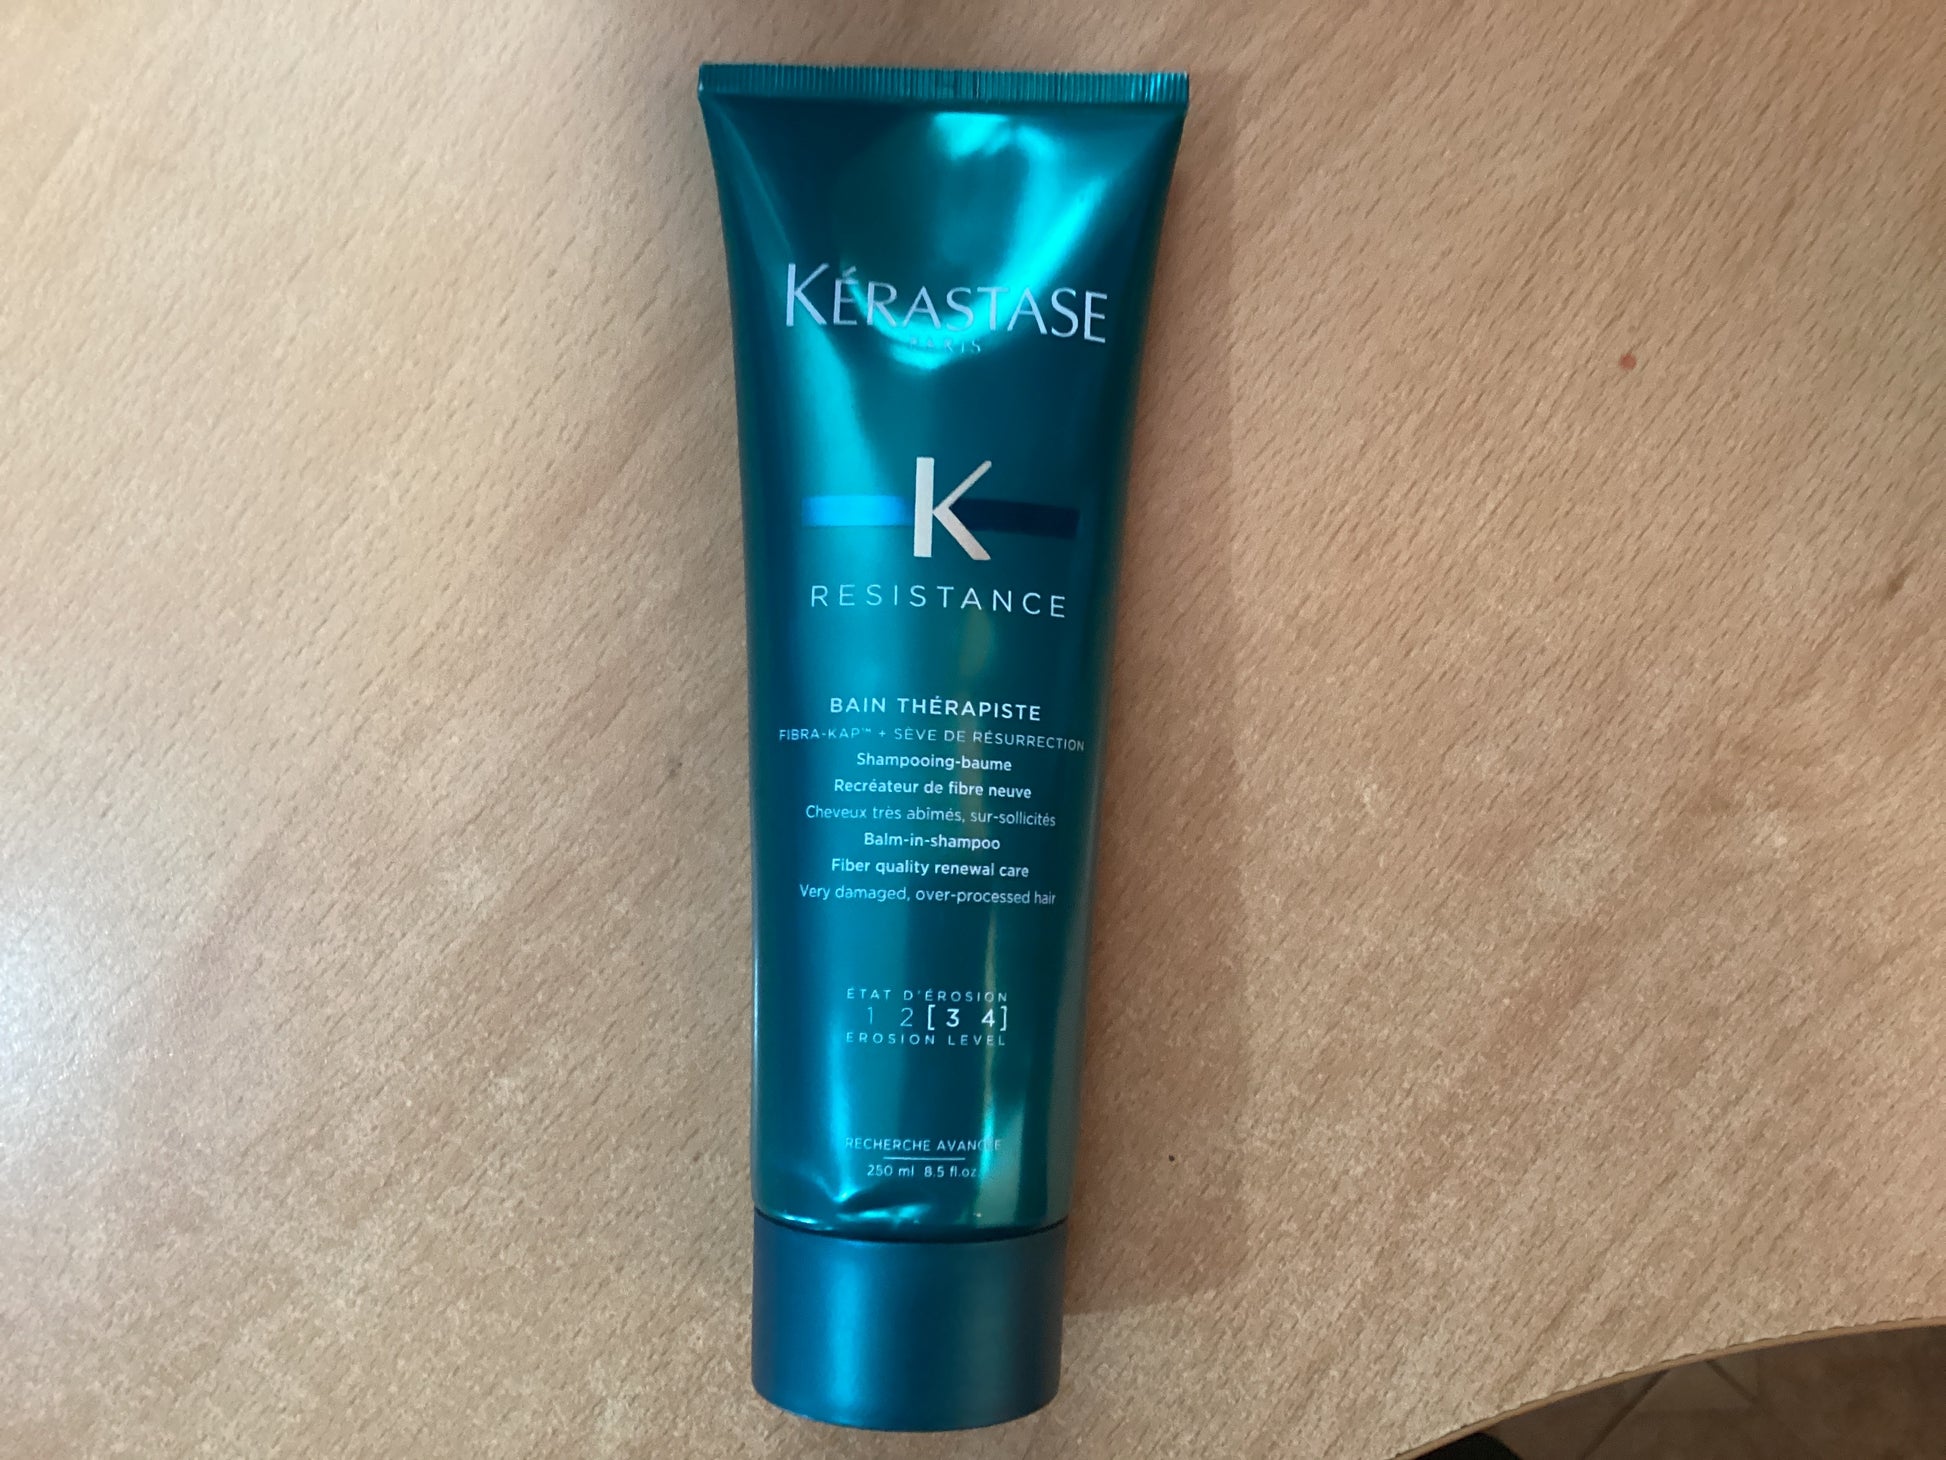 KÉRASTASE
PARIS
K
RESISTANCE
BAIN THÉRAPISTE
FIBRA-KAP™ + SÈVE DE RÉSURRECTION
Shampooing-baume
Recréateur de fibre neuve
Cheveux très abîmés, sur-sollicités
Balm-in-shampoo
Fiber quality renewal care
Very damaged, over-processed hair
ÉTAT D'ÉROSION
1 2 [3 4]
EROSION LEVEL
RECHERCHE AVANCÉE
250 ml 8.5 fl.oz.